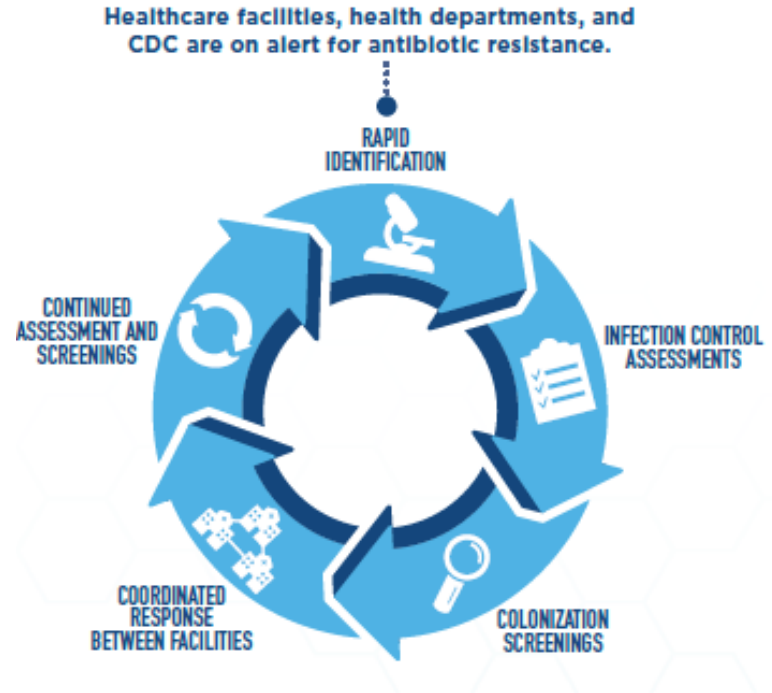 Healthcare facilities, health departments, and
CDC are on alert for antibiotic resistance.
RAPID
IDENTIFICATION
INFECTION CONTROL
ASSESSMENTS
COLONIZATION
SCREENINGS
COORDINATED
RESPONSE
BETWEEN FACILITIES
CONTINUED
ASSESSMENT AND
SCREENINGS